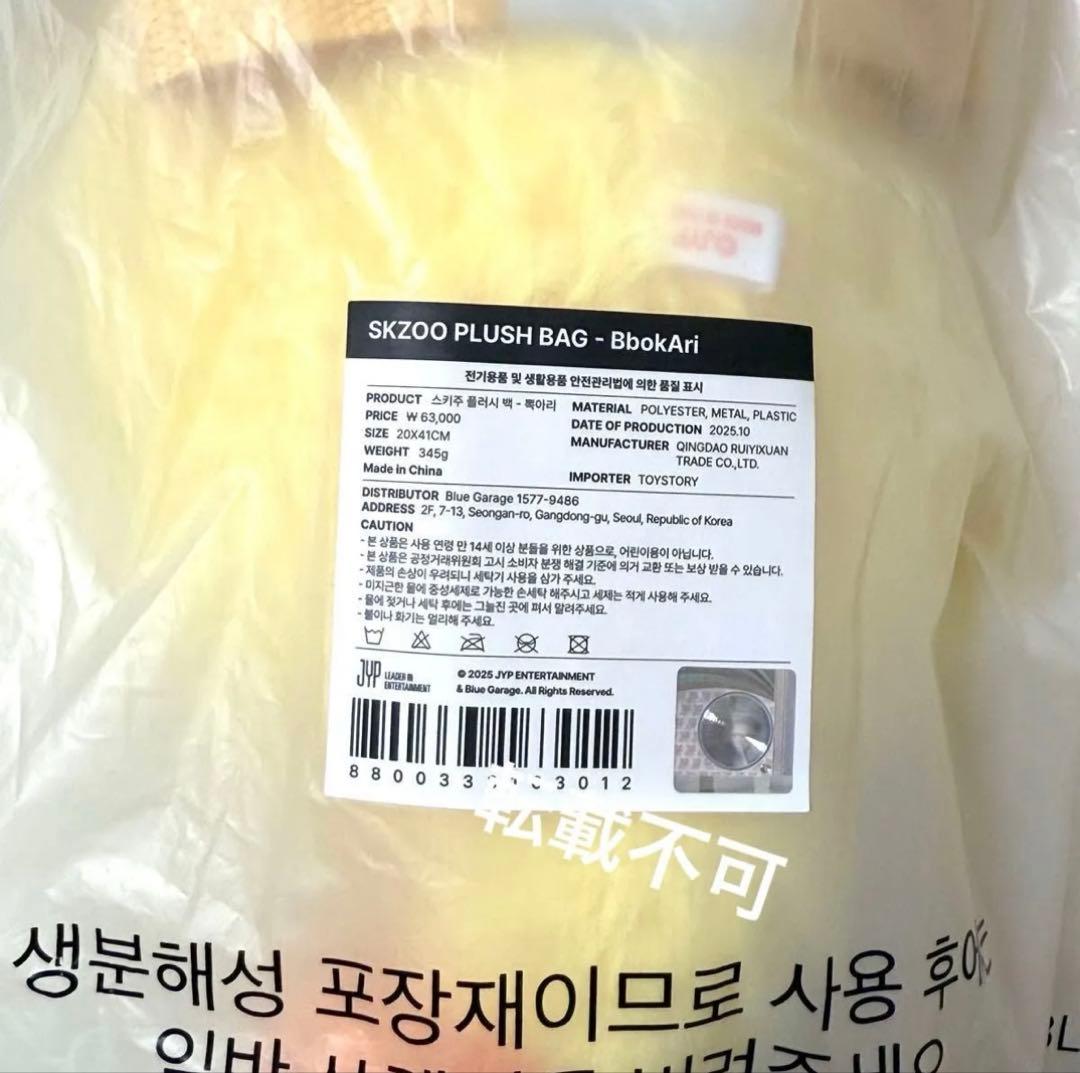 SKZOO PLUSH BAG - BbokAri
전기용품 및 생활용품 안전관리법에 의한 품질 표시
PRODUCT 스키주 플러시 백 - 뽁아리
PRICE ₩ 63,000
SIZE 20X41CM
WEIGHT 345g
Made in China
MATERIAL POLYESTER, METAL, PLASTIC
DATE OF PRODUCTION 2025.10
MANUFACTURER QINGDAO RUIYIXUAN
TRADE CO.,LTD.
IMPORTER TOYSTORY
DISTRIBUTOR Blue Garage 1577-9486
ADDRESS 2F, 7-13, Seongan-ro, Gangdong-gu, Seoul, Republic of Korea
CAUTION
- 본 상품은 사용 연령 만 14세 이상 분들을 위한 상품으로, 어린이용이 아닙니다.
- 본 상품은 공정거래위원회 고시 소비자 분쟁 해결 기준에 의거 교환 또는 보상 받을 수 있습니다.
- 제품의 손상이 우려되니 세탁기 사용을 삼가 주세요.
- 미지근한 물에 중성세제로 가능한 손세탁 해주시고 세제는 적게 사용해 주세요.
- 물에 젖거나 세탁 후에는 그늘진 곳에 펴서 말려주세요.
- 불이나 화기는 멀리해 주세요.
JYP LEADER IN
ENTERTAINMENT
© 2025 JYP ENTERTAINMENT
& Blue Garage. All Rights Reserved.
8 8 0 0 3 3 3 0 1 2
転載不可
생분해성 포장재이므로 사용 후에는
일반